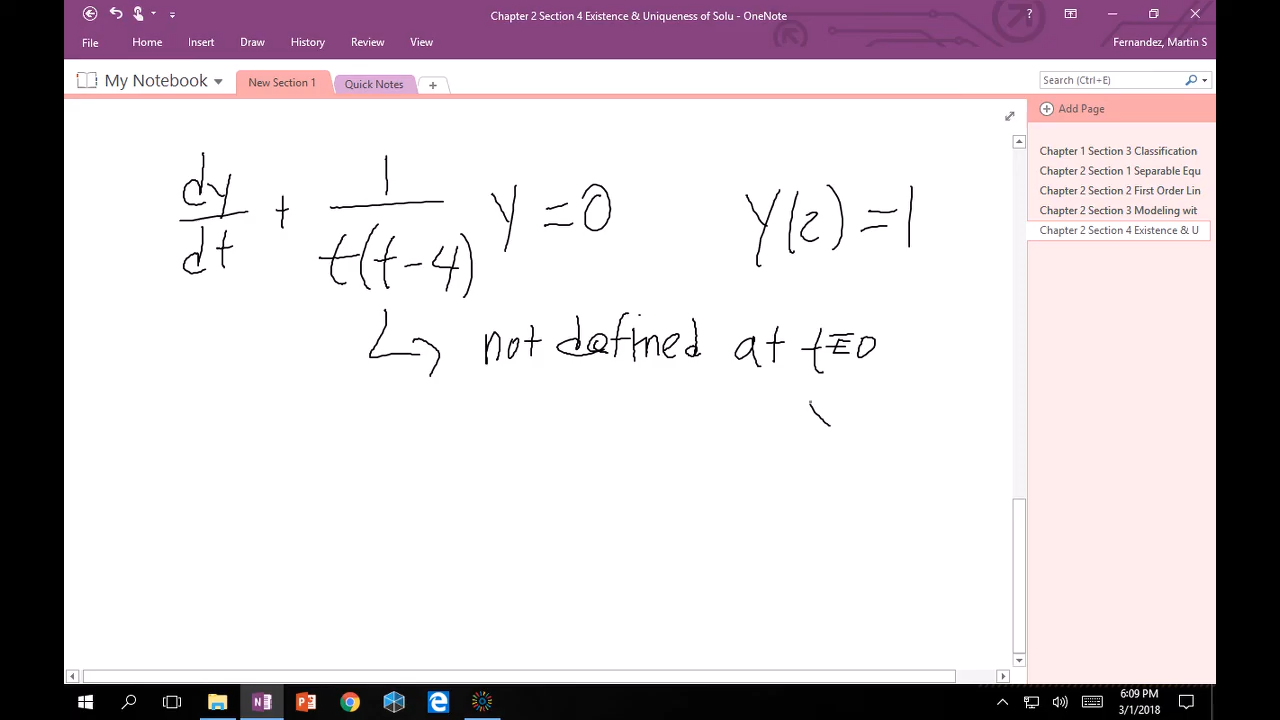 Chapter 2 Section 4 Existence & Uniqueness of Solu - OneNote
?
File Home Insert Draw History Review View
Fernandez, Martin S
My Notebook New Section 1 Quick Notes +
Search (Ctrl+E)
Add Page
Chapter 1 Section 3 Classification
Chapter 2 Section 1 Separable Equ
Chapter 2 Section 2 First Order Lin
Chapter 2 Section 3 Modeling wit
Chapter 2 Section 4 Existence & U
dy/dt + 1/t(t-4) y = 0 y(2) = 1
↳ not defined at t=0
6:09 PM
3/1/2018